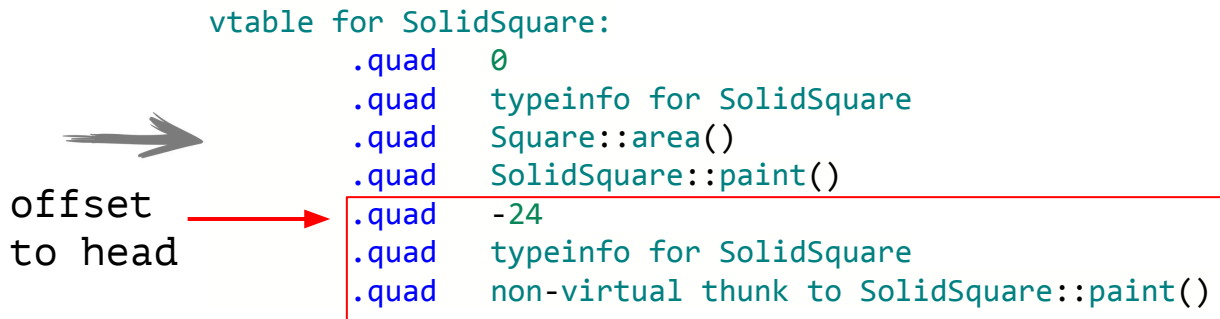 vtable for SolidSquare:
.quad 0
.quad typeinfo for SolidSquare
.quad Square::area()
.quad SolidSquare::paint()
offset
to head
.quad -24
.quad typeinfo for SolidSquare
.quad non-virtual thunk to SolidSquare::paint()